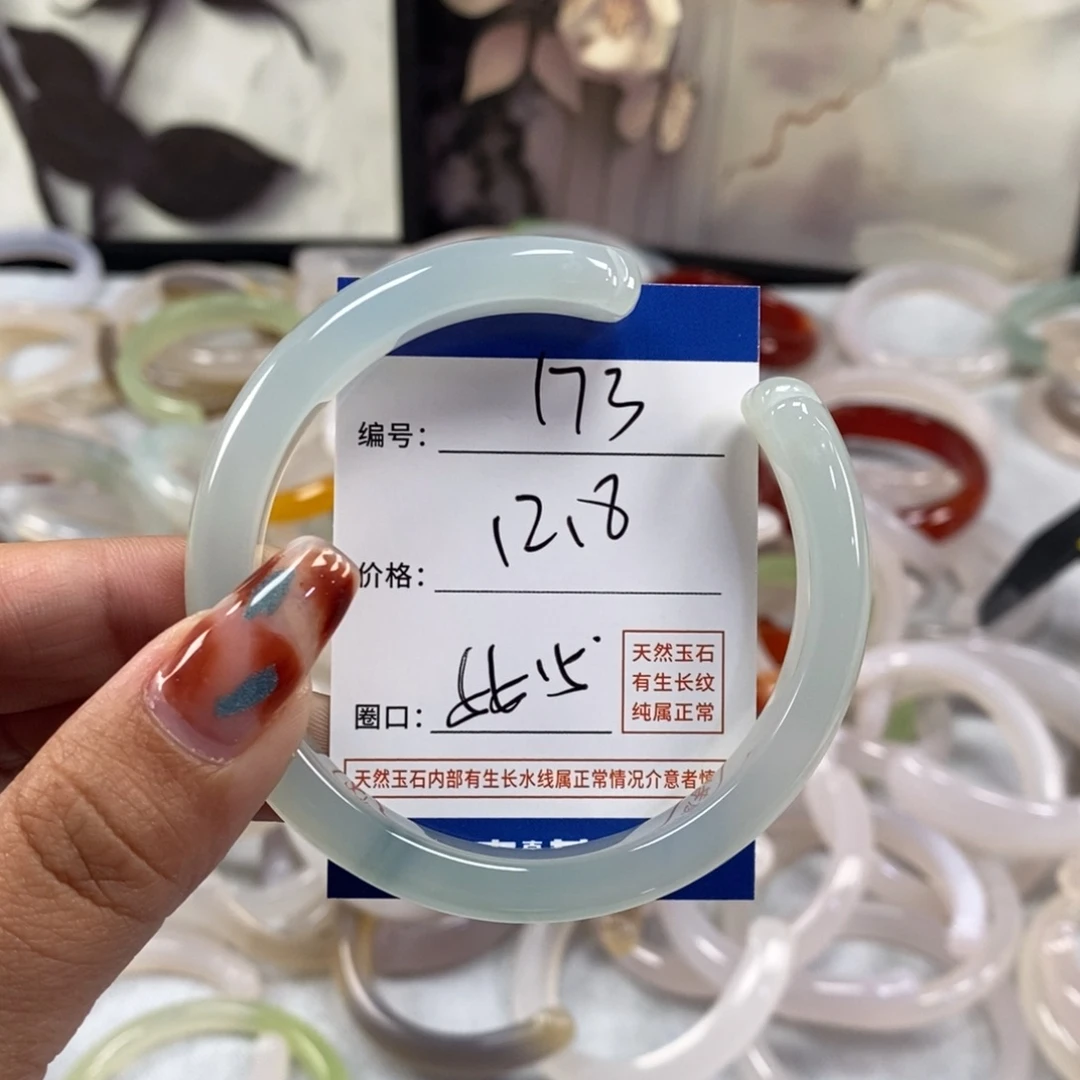 编号： 173
价格： 1218
圈口：
天然玉石
有生长纹
纯属正常
天然玉石内部有生长水线属正常情况介意者慎